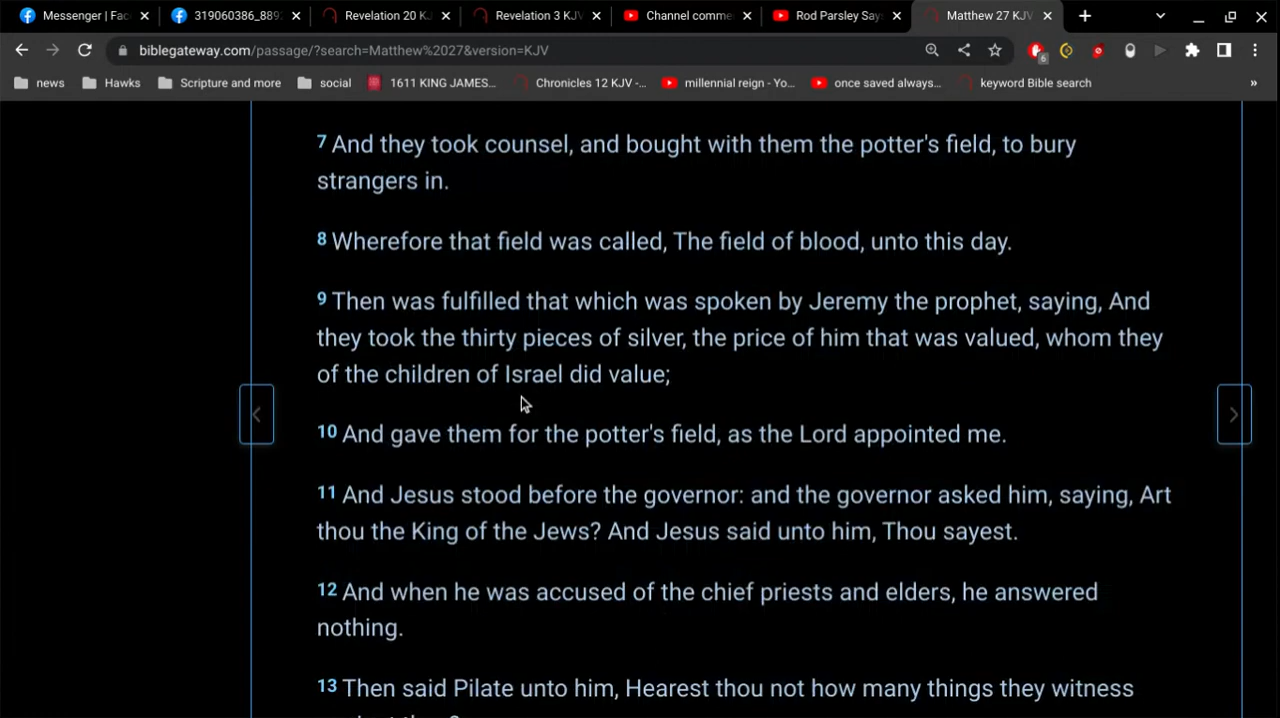 Messenger | Fac
319060386_889
Revelation 20 KJ
Revelation 3 KJV
Channel comme
Rod Parsley Say
Matthew 27 KJV
biblegateway.com/passage/?search=Matthew%2027&version=KJV
6
news
Hawks
Scripture and more
social
1611 KING JAMES...
Chronicles 12 KJV -...
millennial reign - Yo...
once saved always...
keyword Bible search
»
7 And they took counsel, and bought with them the potter's field, to bury
strangers in.
8 Wherefore that field was called, The field of blood, unto this day.
9 Then was fulfilled that which was spoken by Jeremy the prophet, saying, And
they took the thirty pieces of silver, the price of him that was valued, whom they
of the children of Israel did value;
10 And gave them for the potter's field, as the Lord appointed me.
11 And Jesus stood before the governor: and the governor asked him, saying, Art
thou the King of the Jews? And Jesus said unto him, Thou sayest.
12 And when he was accused of the chief priests and elders, he answered
nothing.
13 Then said Pilate unto him, Hearest thou not how many things they witness